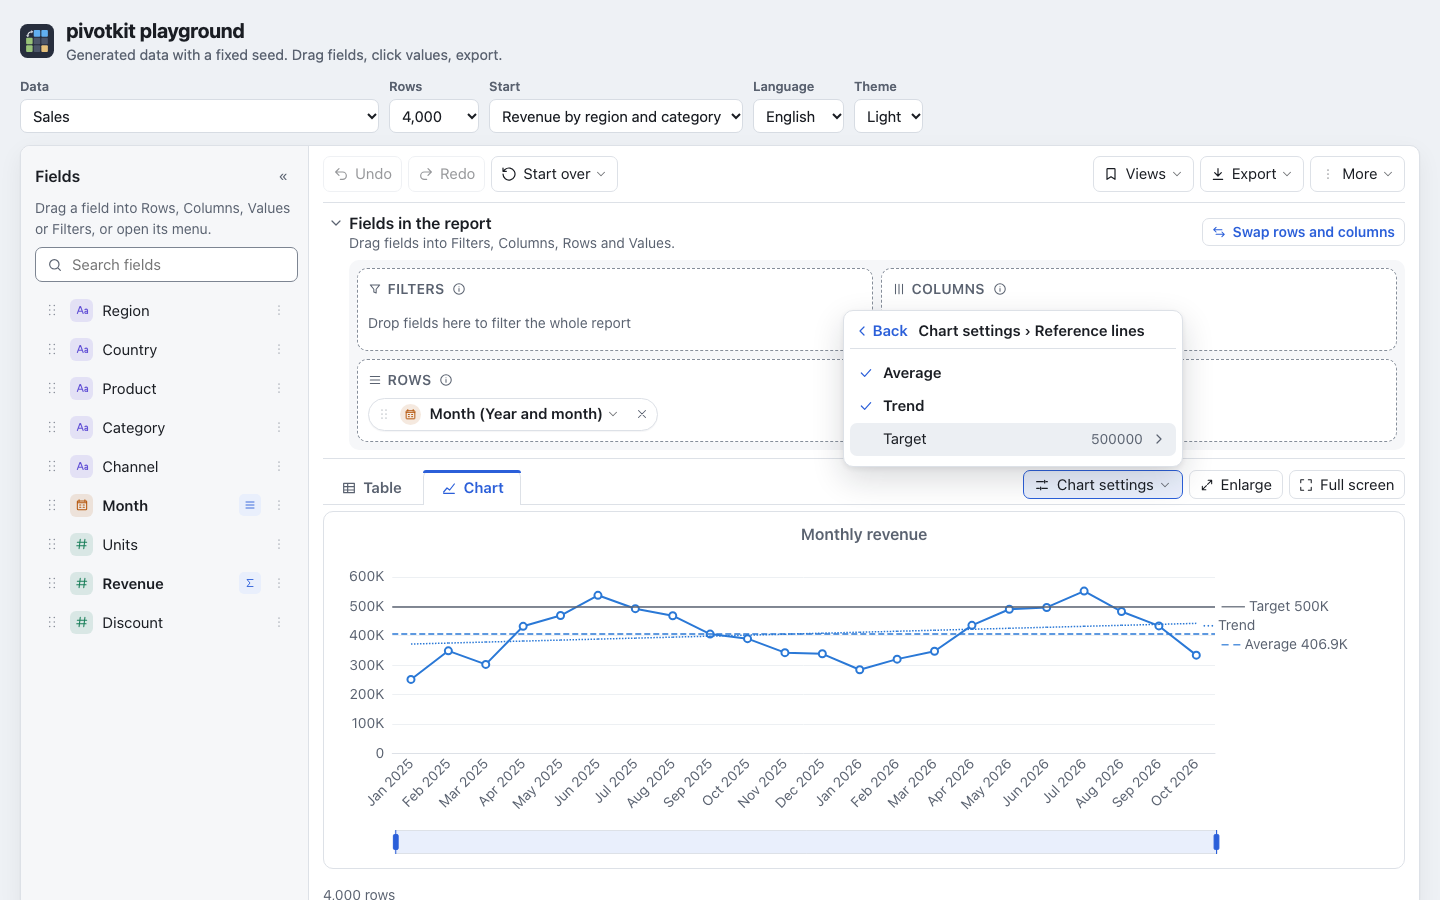 pivotkit playground
Generated data with a fixed seed. Drag fields, click values, export.
Data
Rows
Start
Language
Theme
Sales
4,000
Revenue by region and category
English
Light
Fields
«
Drag a field into Rows, Columns, Values
or Filters, or open its menu.
Search fields
Aa Region
Aa Country
Aa Product
Aa Category
Aa Channel
Month
# Units
# Revenue Σ
# Discount
Undo
Redo
Start over
Views
Export
More
Fields in the report
Drag fields into Filters, Columns, Rows and Values.
Swap rows and columns
FILTERS
Drop fields here to filter the whole report
COLUMNS
ROWS
Month (Year and month)
Back
Chart settings › Reference lines
Average
Trend
Target 500000
Table
Chart
Chart settings
Enlarge
Full screen
Monthly revenue
600K
500K
400K
300K
200K
100K
0
Target 500K
Trend
Average 406.9K
Jan 2025
Feb 2025
Mar 2025
Apr 2025
May 2025
Jun 2025
Jul 2025
Aug 2025
Sep 2025
Oct 2025
Nov 2025
Dec 2025
Jan 2026
Feb 2026
Mar 2026
Apr 2026
May 2026
Jun 2026
Jul 2026
Aug 2026
Sep 2026
Oct 2026
4,000 rows